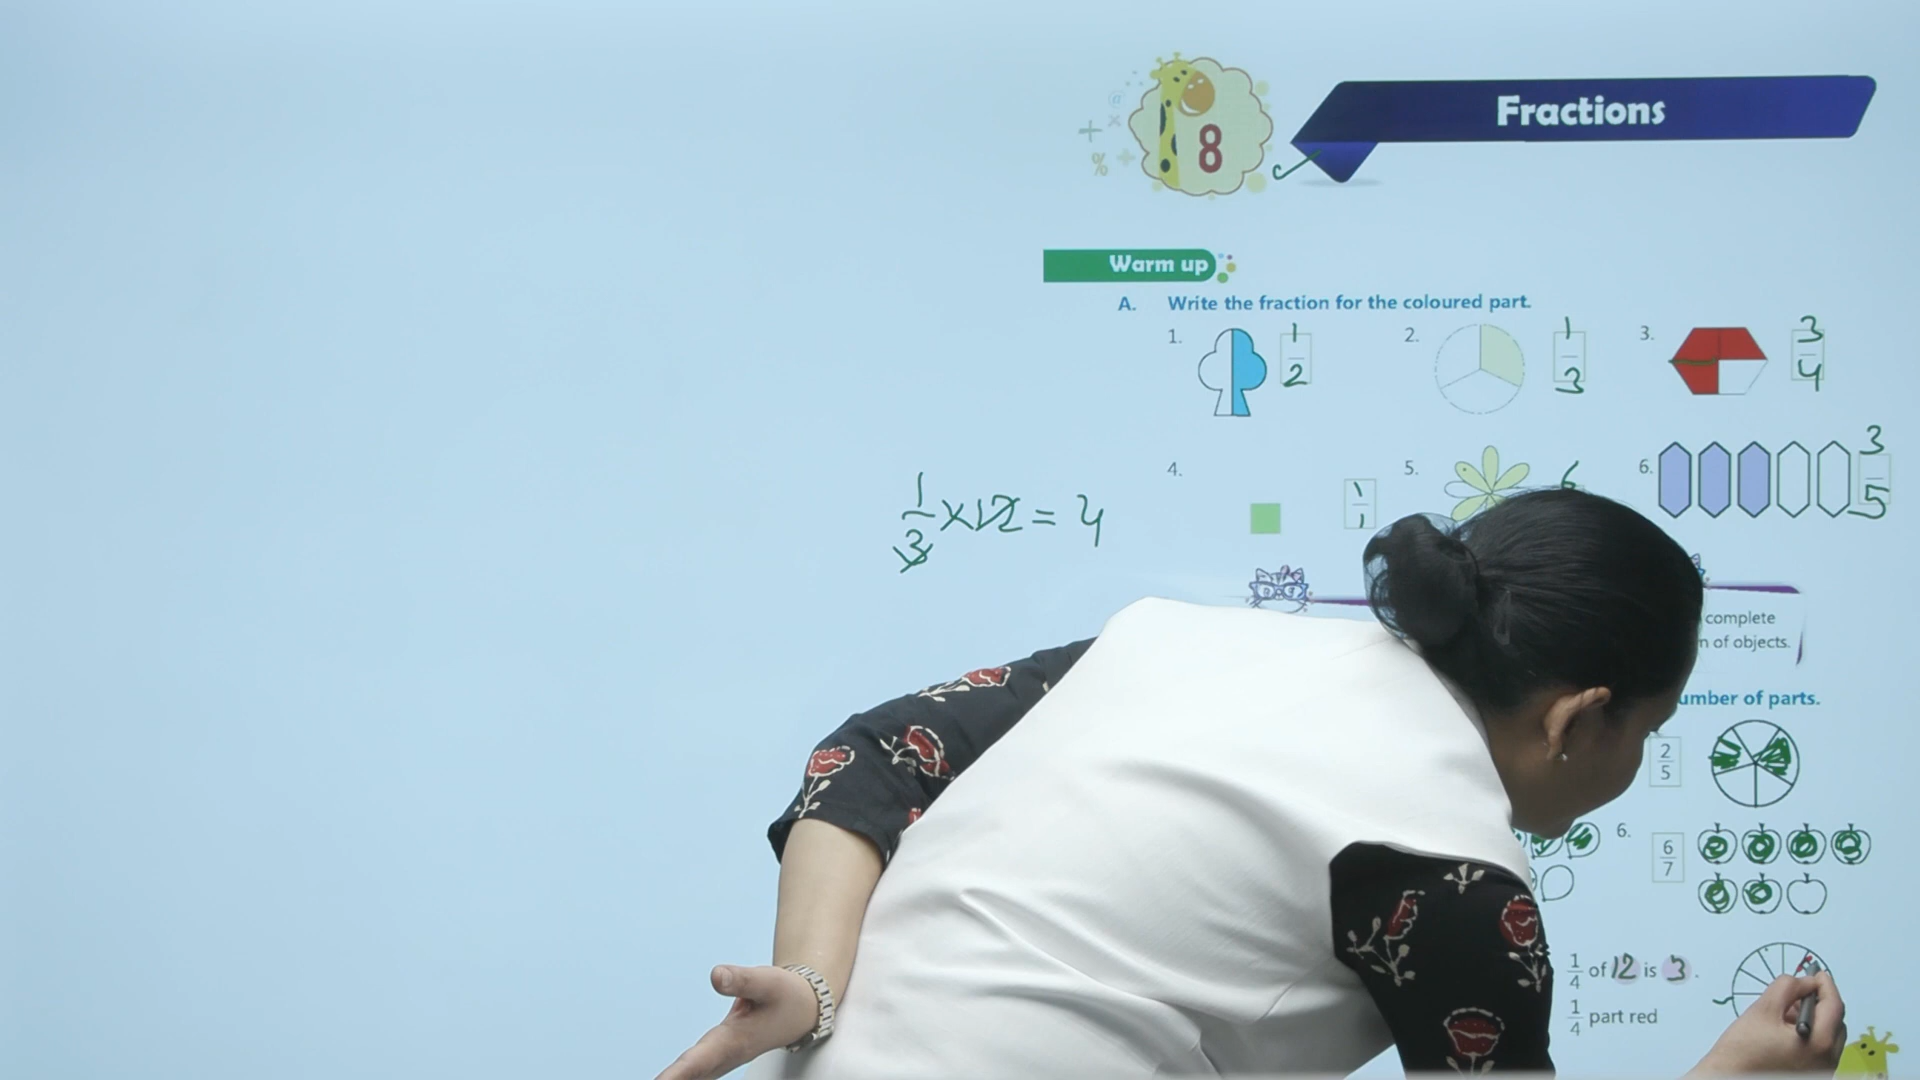 8
Fractions
Warm up
A. Write the fraction for the coloured part.
1. 1/2
2. 1/3
3. 3/4
4. 1/1
5. 6
6. 3/5
1/3 × 12 = 4
complete
n of objects.
umber of parts.
2/5
6. 6/7
1/4 of 12 is 3.
1/4 part red